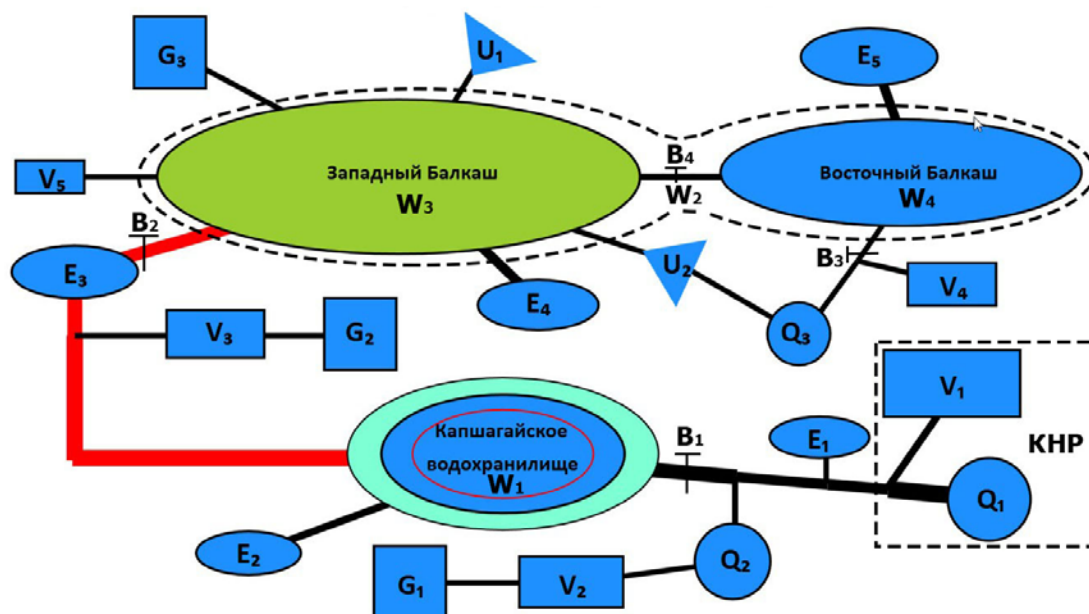 G₃
U₁
E₅
Западный Балкаш
W₃
B₄
W₂
Восточный Балкаш
W₄
V₅
B₂
E₃
U₂
B₃
V₄
E₄
V₃
G₂
Q₃
V₁
КНР
Капшагайское
водохранилище
W₁
B₁
E₁
Q₁
E₂
G₁
V₂
Q₂